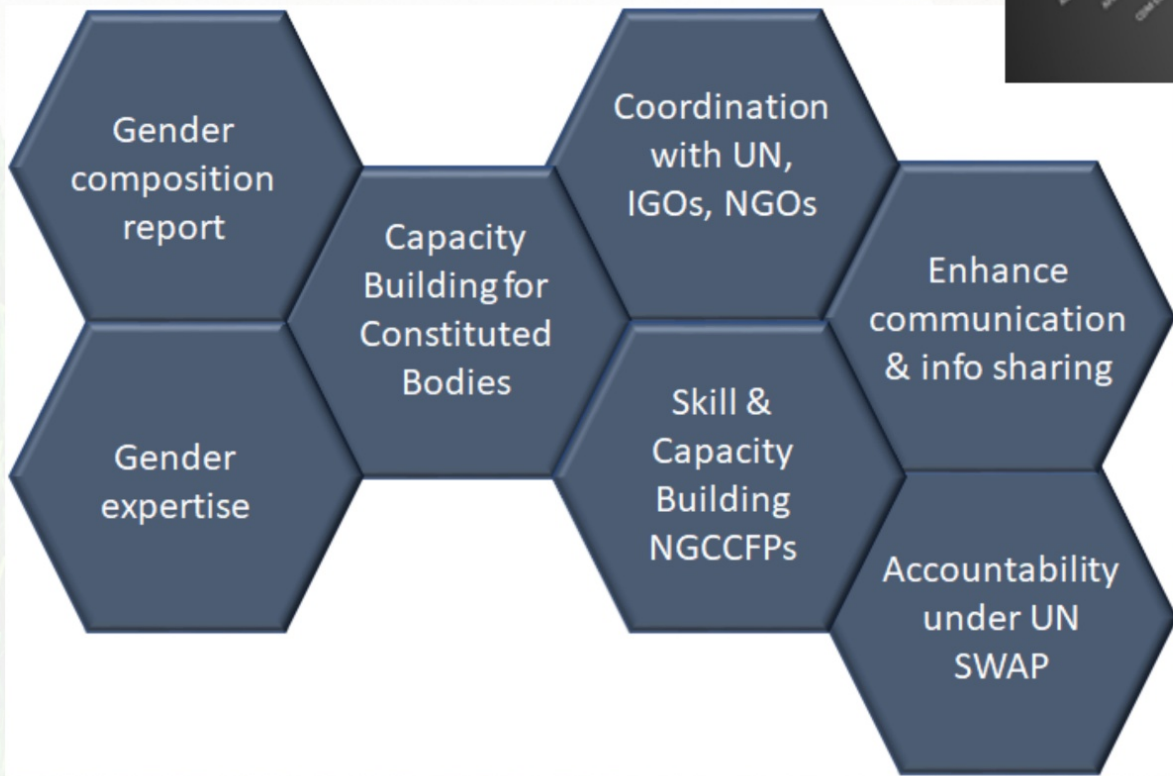 Gender
composition
report
Gender
expertise
Capacity
Building for
Constituted
Bodies
Coordination
with UN,
IGOs, NGOs
Skill &
Capacity
Building
NGCCFPs
Enhance
communication
& info sharing
Accountability
under UN
SWAP